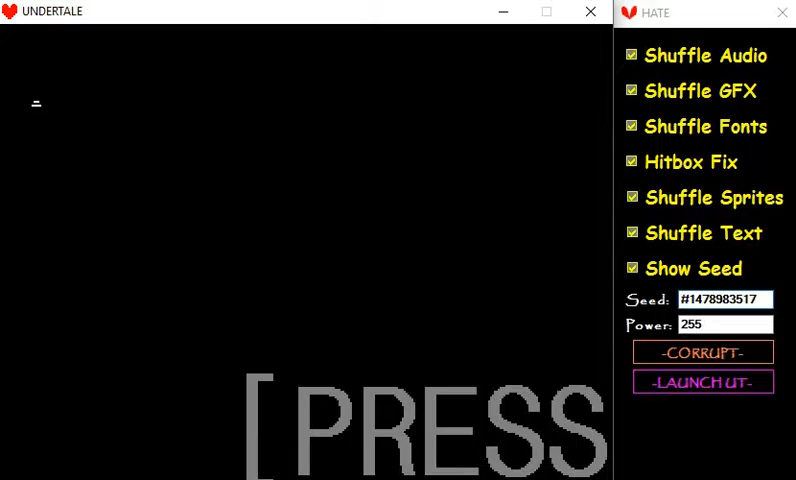 UNDERTALE
HATE
Shuffle Audio
Shuffle GFX
Shuffle Fonts
Hitbox Fix
Shuffle Sprites
Shuffle Text
Show Seed
Seed: #1478983517
Power: 255
-CORRUPT-
-LAUNCH UT-
[PRESS